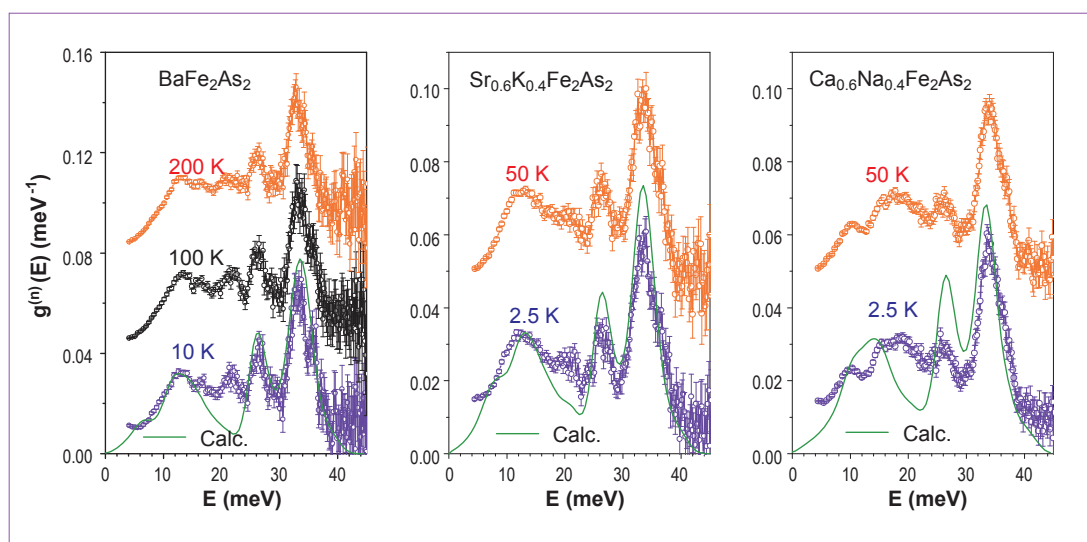 BaFe₂As₂
200 K
100 K
10 K
Calc.
0.16
0.12
0.08
0.04
0.00
0
20
40
E (meV)
g⁽ⁿ⁾ (E) (meV⁻¹)
Sr₀.₆K₀.₄Fe₂As₂
50 K
2.5 K
Calc.
0.10
0.08
0.06
0.04
0.02
0.00
0
10
20
30
40
E (meV)
Ca₀.₆Na₀.₄Fe₂As₂
50 K
2.5 K
Calc.
0.10
0.08
0.06
0.04
0.02
0.00
0
10
20
30
40
E (meV)